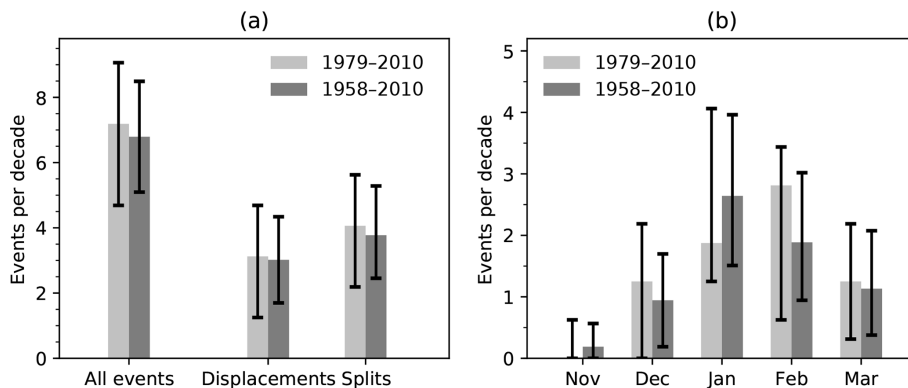 (a)
Events per decade
8
6
4
2
0
1979–2010
1958–2010
All events Displacements Splits
(b)
Events per decade
5
4
3
2
1
0
1979–2010
1958–2010
Nov Dec Jan Feb Mar